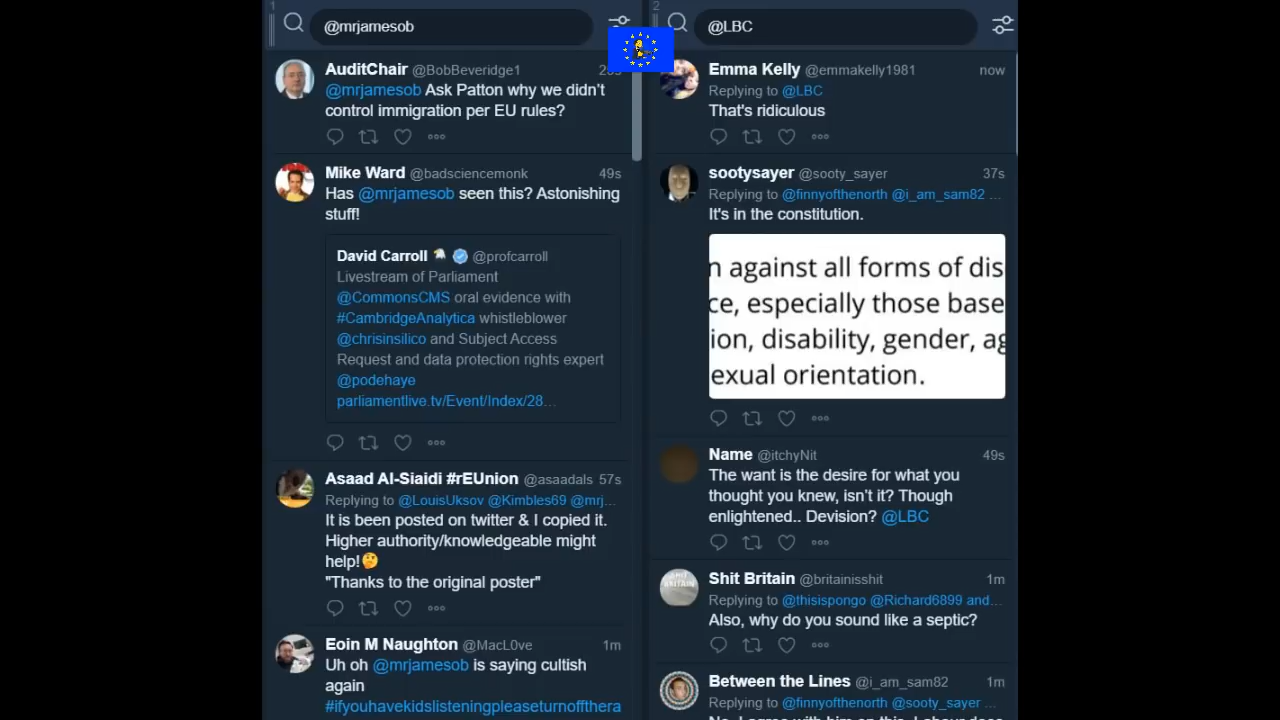 1
@mrjamesob
AuditChair @BobBeveridge1
@mrjamesob Ask Patton why we didn't
control immigration per EU rules?
Mike Ward @badsciencemonk 49s
Has @mrjamesob seen this? Astonishing
stuff!
David Carroll @profcarroll
Livestream of Parliament
@CommonsCMS oral evidence with
#CambridgeAnalytica whistleblower
@chrisinsilico and Subject Access
Request and data protection rights expert
@podehaye
parliamentlive.tv/Event/Index/28…
Asaad Al-Siaidi #rEUnion @asaadals 57s
Replying to @LouisUksov @Kimbles69 @mrj…
It is been posted on twitter & I copied it.
Higher authority/knowledgeable might
help!🤔
"Thanks to the original poster"
Eoin M Naughton @MacL0ve 1m
Uh oh @mrjamesob is saying cultish
again
#ifyouhavekidslisteningpleaseturnoffthera
2
@LBC
Emma Kelly @emmakelly1981 now
Replying to @LBC
That's ridiculous
sootysayer @sooty_sayer 37s
Replying to @finnyofthenorth @i_am_sam82 …
It's in the constitution.
n against all forms of dis
ce, especially those base
ion, disability, gender, ag
exual orientation.
Name @itchyNit 49s
The want is the desire for what you
thought you knew, isn't it? Though
enlightened.. Devision? @LBC
Shit Britain @britainisshit 1m
Replying to @thisispongo @Richard6899 and…
Also, why do you sound like a septic?
Between the Lines @i_am_sam82 1m
Replying to @finnyofthenorth @sooty_sayer …